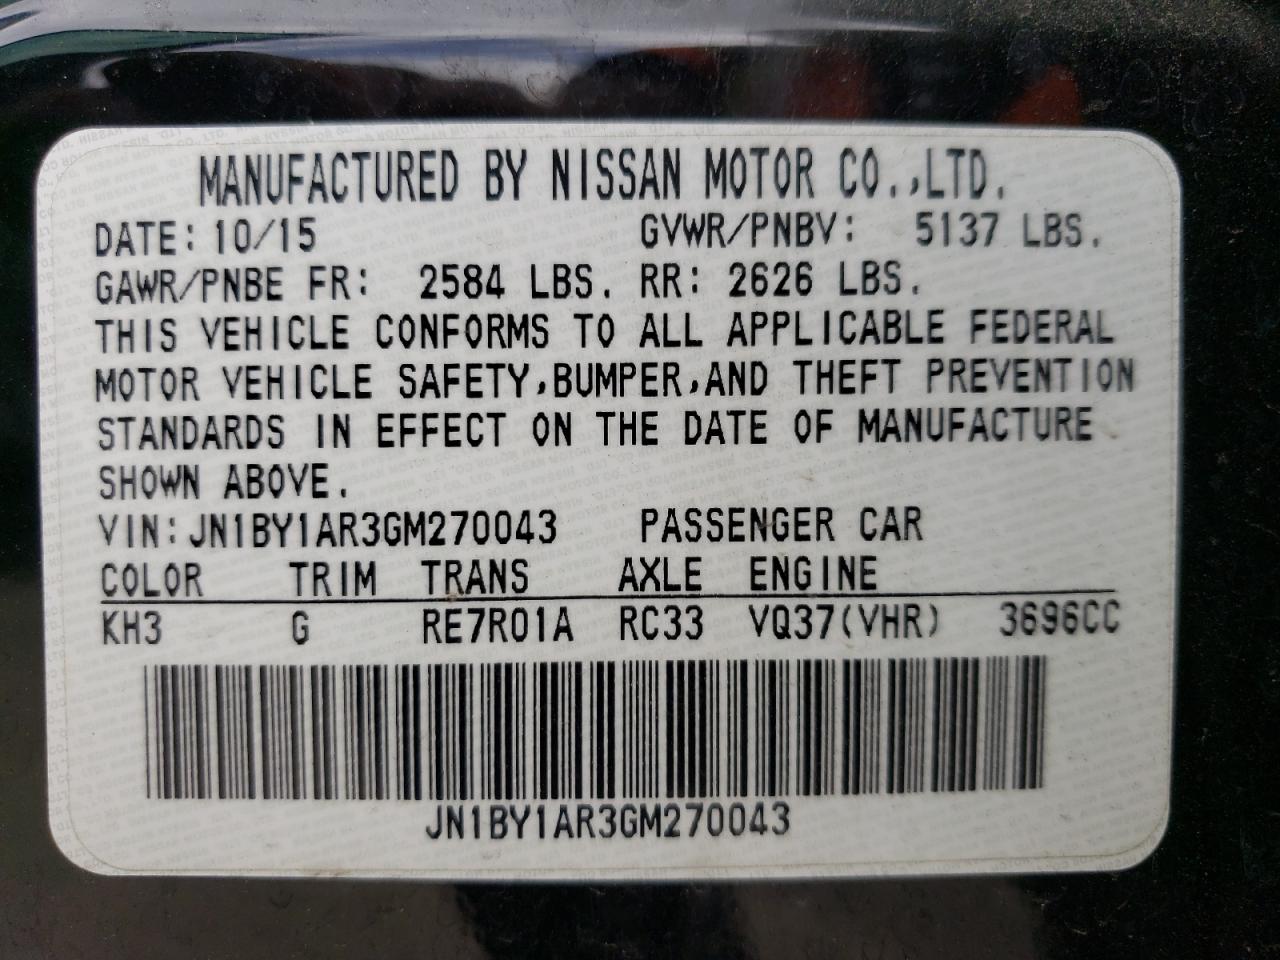 MANUFACTURED BY NISSAN MOTOR CO.,LTD.
DATE: 10/15 GVWR/PNBV: 5137 LBS.
GAWR/PNBE FR: 2584 LBS. RR: 2626 LBS.
THIS VEHICLE CONFORMS TO ALL APPLICABLE FEDERAL
MOTOR VEHICLE SAFETY,BUMPER,AND THEFT PREVENTION
STANDARDS IN EFFECT ON THE DATE OF MANUFACTURE
SHOWN ABOVE.
VIN:JN1BY1AR3GM270043 PASSENGER CAR
COLOR TRIM TRANS AXLE ENGINE
KH3 G RE7R01A RC33 VQ37(VHR) 3696CC
JN1BY1AR3GM270043